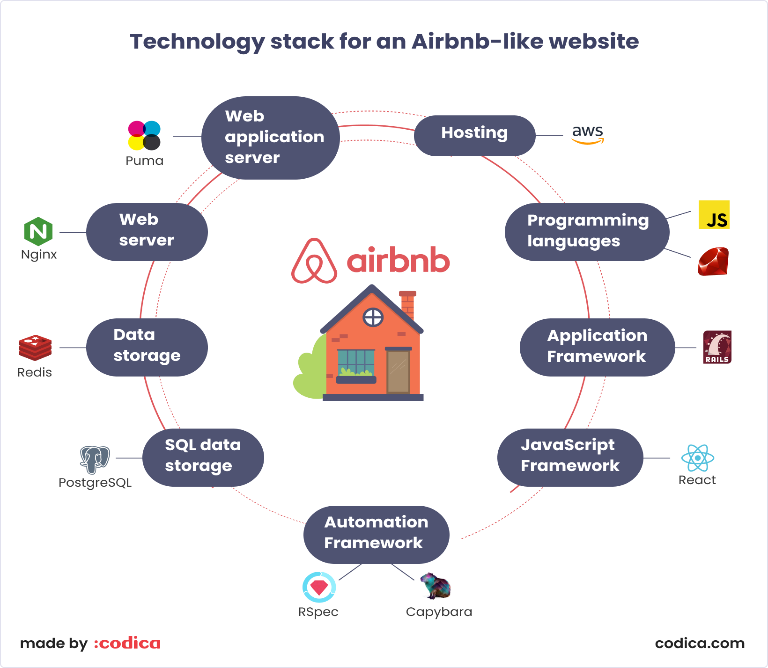 Technology stack for an Airbnb-like website
Web
application
server
Puma
Hosting
aws
Web
server
Nginx
Programming
languages
JS
airbnb
Data
storage
Redis
Application
Framework
RAILS
SQL data
storage
PostgreSQL
JavaScript
Framework
React
Automation
Framework
RSpec
Capybara
made by :codica
codica.com